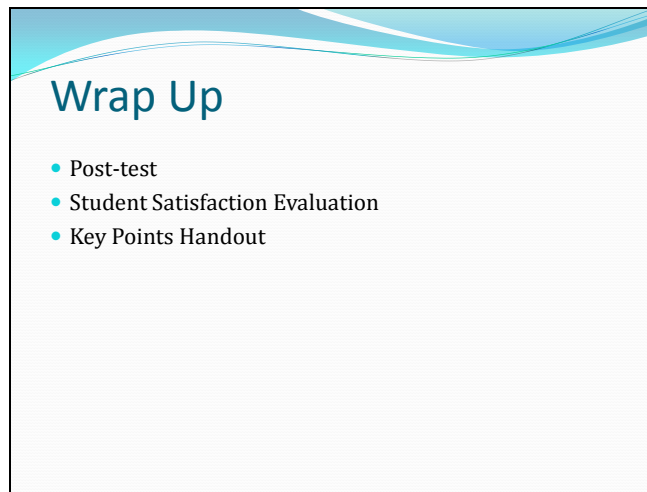 Wrap Up
• Post-test
• Student Satisfaction Evaluation
• Key Points Handout